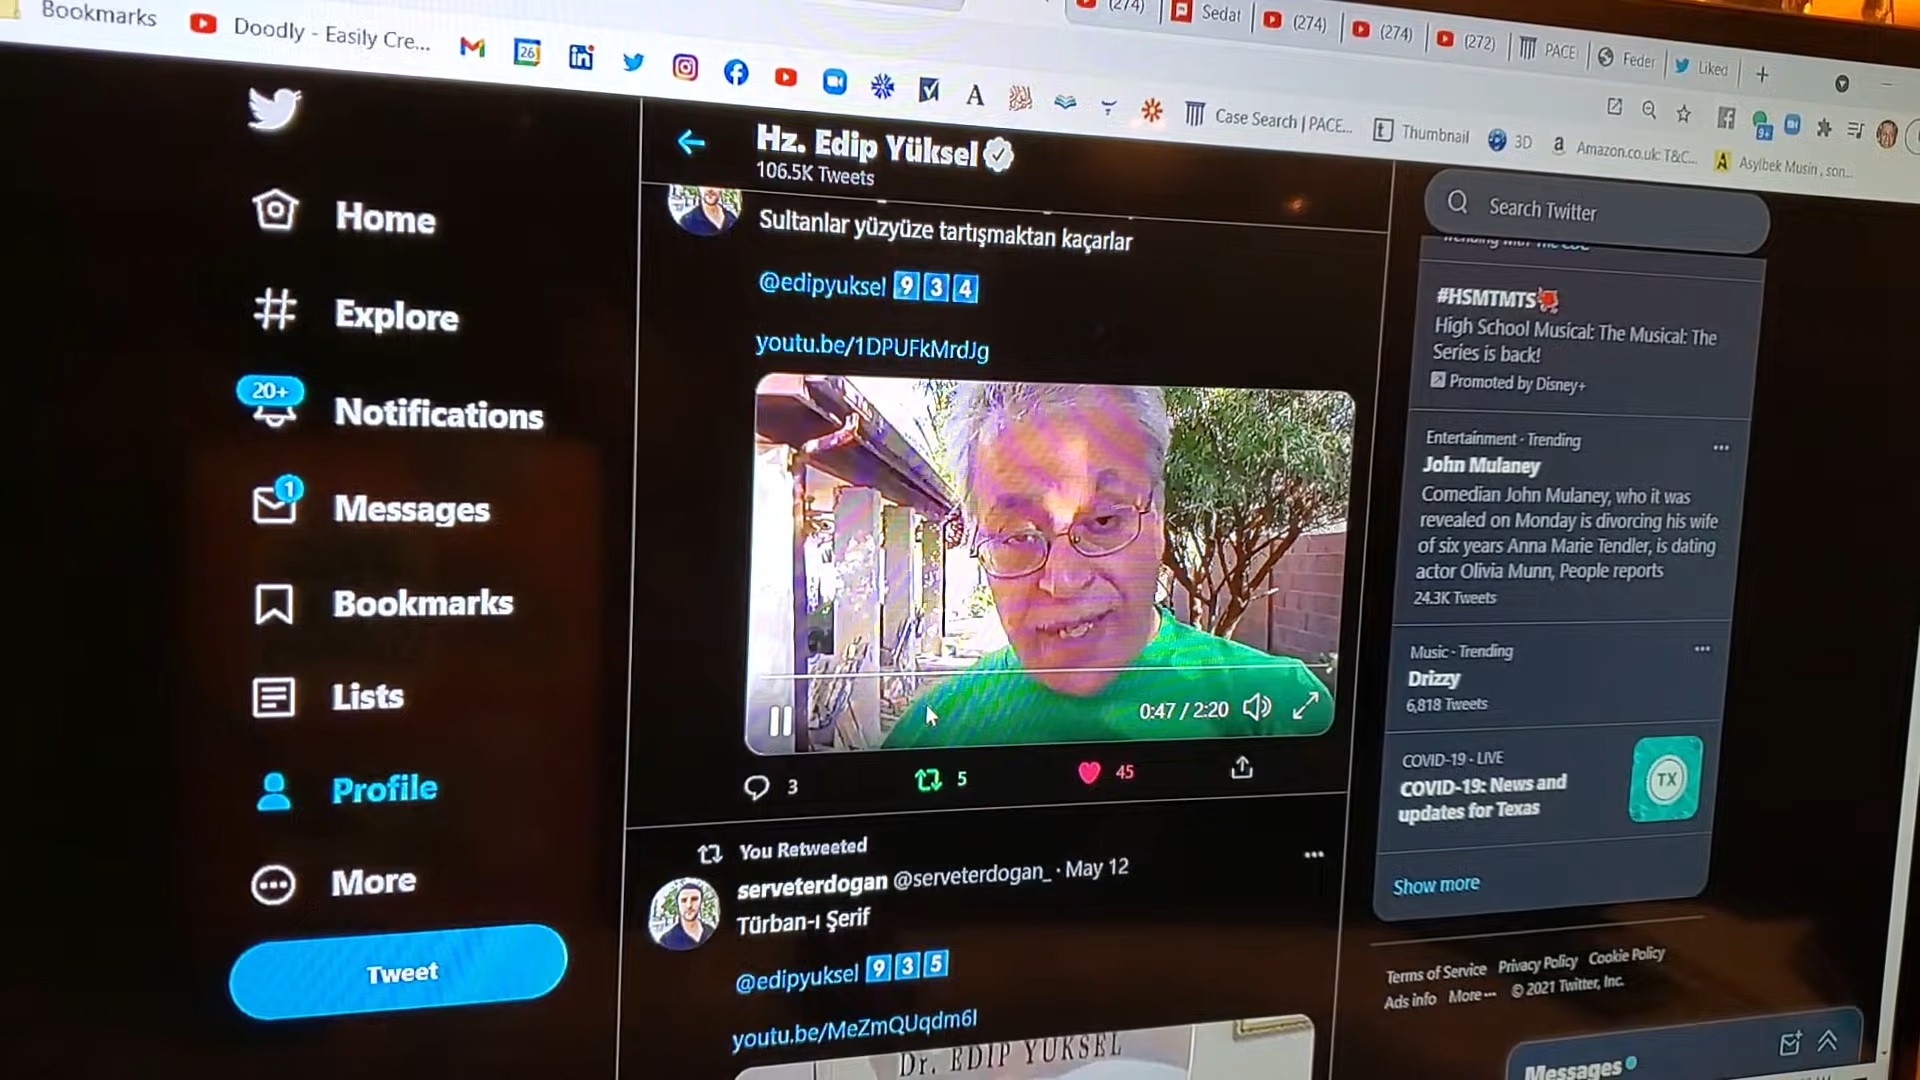 Bookmarks
Doodly - Easily Cre...
26
(274)
Sedat
(274)
(274)
(272)
PACE
Feder
Liked
Case Search | PACE...
Thumbnail
3D
Amazon.co.uk: T&C...
Asylbek Musin , son...
9+
Home
Explore
20+
Notifications
1
Messages
Bookmarks
Lists
Profile
More
Tweet
Hz. Edip Yüksel
106.5K Tweets
Sultanlar yüzyüze tartışmaktan kaçarlar
@edipyuksel 9 3 4
youtu.be/1DPUFkMrdJg
0:47 / 2:20
3
5
45
You Retweeted
serveterdogan @serveterdogan_ · May 12
Türban-ı Şerif
@edipyuksel 9 3 5
youtu.be/MeZmQUqdm6I
Dr. EDIP YUKSEL
Search Twitter
#HSMTMTS
High School Musical: The Musical: The
Series is back!
Promoted by Disney+
Entertainment · Trending
John Mulaney
Comedian John Mulaney, who it was
revealed on Monday is divorcing his wife
of six years Anna Marie Tendler, is dating
actor Olivia Munn, People reports
24.3K Tweets
Music · Trending
Drizzy
6,818 Tweets
COVID-19 · LIVE
COVID-19: News and
updates for Texas
TX
Show more
Terms of Service Privacy Policy Cookie Policy
Ads info More ··· © 2021 Twitter, Inc.
Messages